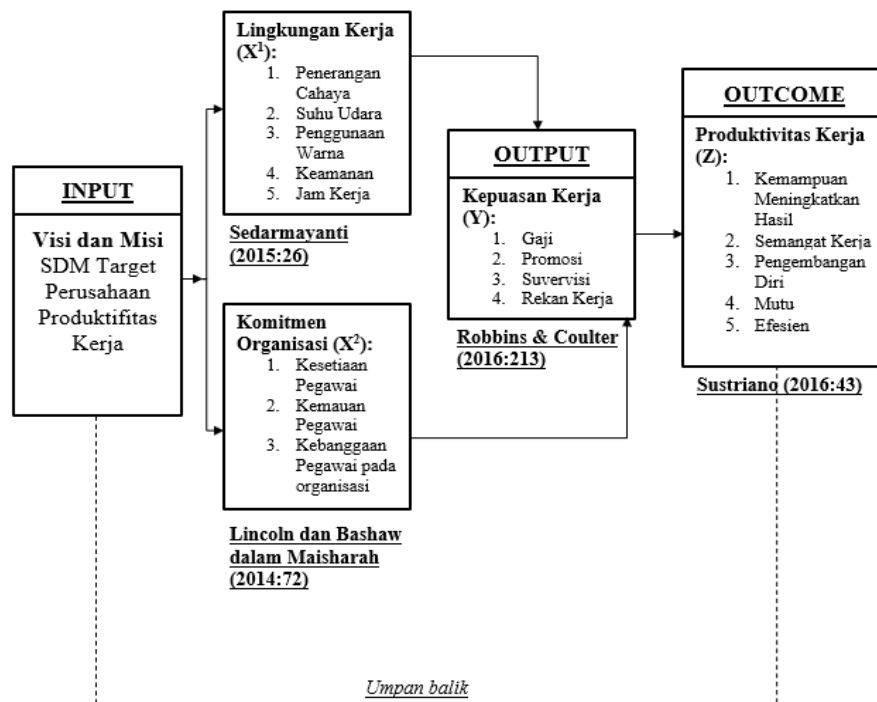 INPUT
Visi dan Misi
SDM Target
Perusahaan
Produktifitas
Kerja
Lingkungan Kerja
(X¹):
1. Penerangan
Cahaya
2. Suhu Udara
3. Penggunaan
Warna
4. Keamanan
5. Jam Kerja
Sedarmayanti
(2015:26)
Komitmen
Organisasi (X²):
1. Kesetiaan
Pegawai
2. Kemauan
Pegawai
3. Kebanggaan
Pegawai pada
organisasi
Lincoln dan Bashaw
dalam Maisharah
(2014:72)
OUTPUT
Kepuasan Kerja
(Y):
1. Gaji
2. Promosi
3. Suvervisi
4. Rekan Kerja
Robbins & Coulter
(2016:213)
OUTCOME
Produktivitas Kerja
(Z):
1. Kemampuan
Meningkatkan
Hasil
2. Semangat Kerja
3. Pengembangan
Diri
4. Mutu
5. Efesien
Sustriano (2016:43)
Umpan balik